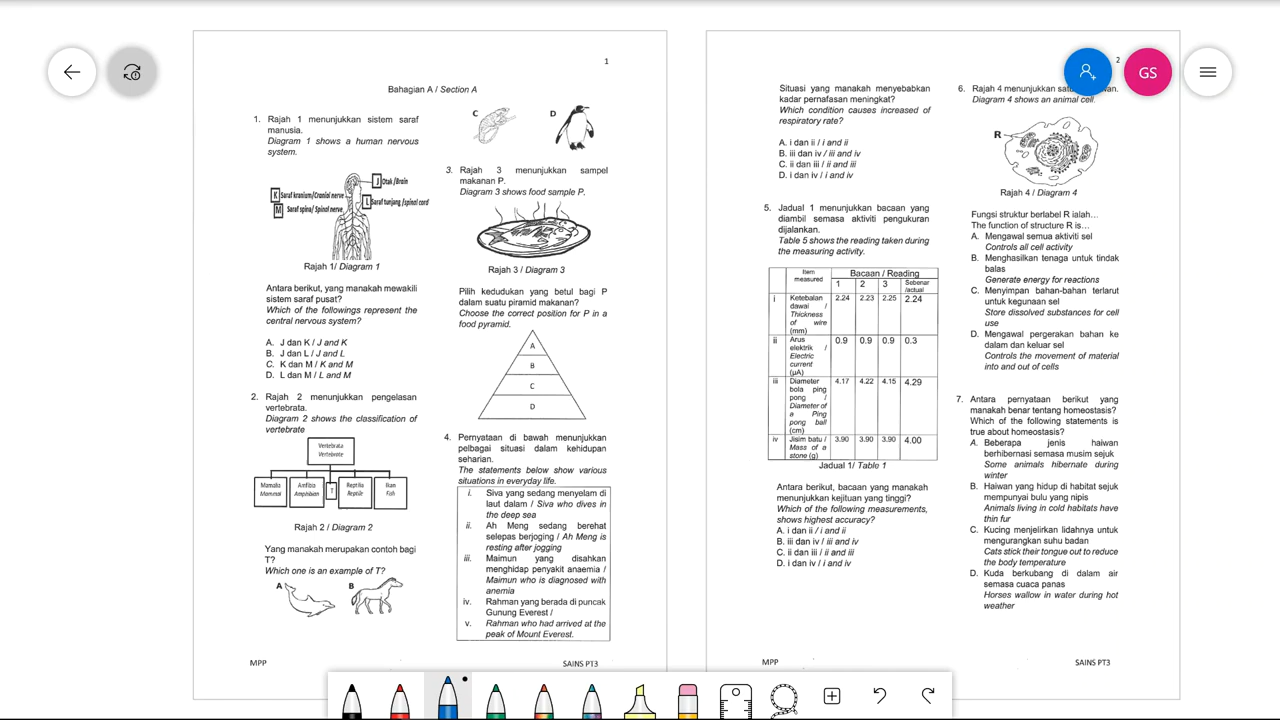 1
Bahagian A / Section A
1. Rajah 1 menunjukkan sistem saraf
manusia.
Diagram 1 shows a human nervous
system.
J Otak /Brain
K Saraf kranium/Cranial nerve
L Saraf tunjang /spinal cord
M Saraf spina/ Spinal nerve
Rajah 1/ Diagram 1
Antara berikut, yang manakah mewakili
sistem saraf pusat?
Which of the followings represent the
central nervous system?
A. J dan K / J and K
B. J dan L / J and L
C. K dan M / K and M
D. L dan M / L and M
2. Rajah 2 menunjukkan pengelasan
vertebrata.
Diagram 2 shows the classification of
vertebrate
Vertebrata
Vertebrate
Mamalia
Mammal
Amfibia
Amphibian
T
Reptilia
Reptile
Ikan
Fish
Rajah 2 / Diagram 2
Yang manakah merupakan contoh bagi
T?
Which one is an example of T?
A B
C D
3. Rajah 3 menunjukkan sampel
makanan P.
Diagram 3 shows food sample P.
Rajah 3 / Diagram 3
Pilih kedudukan yang betul bagi P
dalam suatu piramid makanan?
Choose the correct position for P in a
food pyramid.
A
B
C
D
4. Pernyataan di bawah menunjukkan
pelbagai situasi dalam kehidupan
seharian.
The statements below show various
situations in everyday life.
i. Siva yang sedang menyelam di
laut dalam / Siva who dives in
the deep sea
ii. Ah Meng sedang berehat
selepas berjoging / Ah Meng is
resting after jogging
iii. Maimun yang disahkan
menghidap penyakit anaemia /
Maimun who is diagnosed with
anemia
iv. Rahman yang berada di puncak
Gunung Everest /
v. Rahman who had arrived at the
peak of Mount Everest.
MPP SAINS PT3
2
Situasi yang manakah menyebabkan
kadar pernafasan meningkat?
Which condition causes increased of
respiratory rate?
A. i dan ii / i and ii
B. iii dan iv / iii and iv
C. ii dan iii / ii and iii
D. i dan iv / i and iv
5. Jadual 1 menunjukkan bacaan yang
diambil semasa aktiviti pengukuran
dijalankan.
Table 5 shows the reading taken during
the measuring activity.
Item
measured
Bacaan / Reading
1 2 3 Sebenar
/actual
i Ketebalan
dawai /
Thickness
of wire
(mm)
2.24 2.23 2.25 2.24
ii Arus
elektrik /
Electric
current
(µA)
0.9 0.9 0.9 0.3
iii Diameter
bola ping
pong /
Diameter of
a Ping
pong ball
(cm)
4.17 4.22 4.15 4.29
iv Jisim batu /
Mass of a
stone (g)
3.90 3.90 3.90 4.00
Jadual 1/ Table 1
Antara berikut, bacaan yang manakah
menunjukkan kejituan yang tinggi?
Which of the following measurements,
shows highest accuracy?
A. i dan ii / i and ii
B. iii dan iv / iii and iv
C. ii dan iii / ii and iii
D. i dan iv / i and iv
6. Rajah 4 menunjukkan
Diagram 4 shows an animal cell.
R
Rajah 4 / Diagram 4
Fungsi struktur berlabel R ialah...
The function of structure R is...
A. Mengawal semua aktiviti sel
Controls all cell activity
B. Menghasilkan tenaga untuk tindak
balas
Generate energy for reactions
C. Menyimpan bahan-bahan terlarut
untuk kegunaan sel
Store dissolved substances for cell
use
D. Mengawal pergerakan bahan ke
dalam dan keluar sel
Controls the movement of material
into and out of cells
7. Antara pernyataan berikut yang
manakah benar tentang homeostasis?
Which of the following statements is
true about homeostasis?
A. Beberapa jenis haiwan
berhibernasi semasa musim sejuk
Some animals hibernate during
winter
B. Haiwan yang hidup di habitat sejuk
mempunyai bulu yang nipis
Animals living in cold habitats have
thin fur
C. Kucing menjelirkan lidahnya untuk
mengurangkan suhu badan
Cats stick their tongue out to reduce
the body temperature
D. Kuda berkubang di dalam air
semasa cuaca panas
Horses wallow in water during hot
weather
MPP SAINS PT3
GS